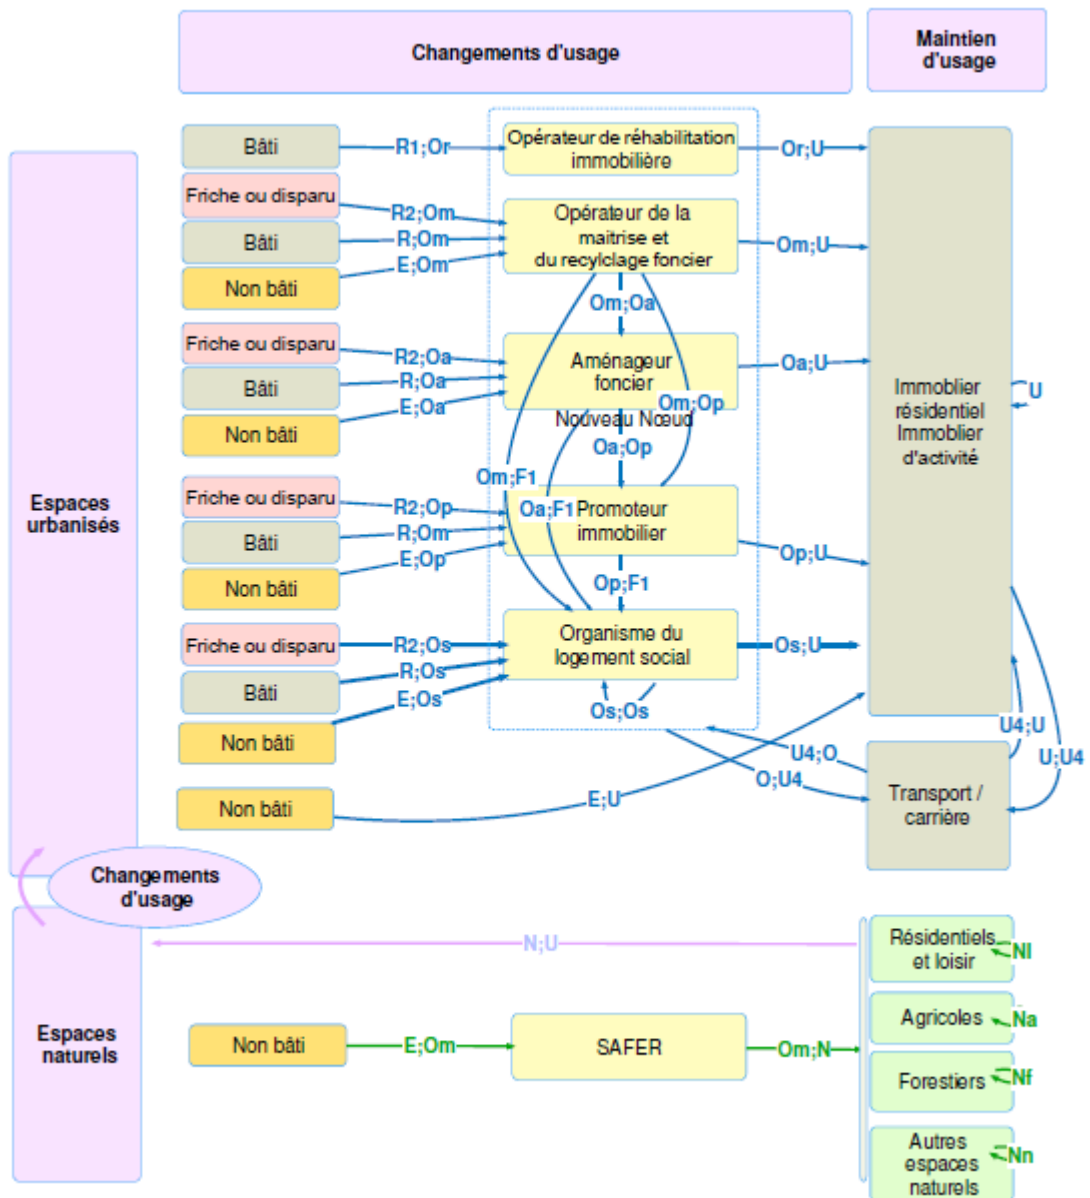 Changements d'usage
Maintien
d'usage
Bâti
R1;Or
Opérateur de réhabilitation
immobilière
Or;U
Friche ou disparu
R2;Om
Bâti
R;Om
Non bâti
E;Om
Opérateur de la
maitrise et
du recylclage foncier
Om;U
Om;Oa
Friche ou disparu
R2;Oa
Bâti
R;Oa
Non bâti
E;Oa
Aménageur
foncier
Oa;U
Om;Op
Nouveau Nœud
Oa;Op
Om;F1
Oa;F1
Immoblier
résidentiel
Immoblier
d'activité
U
Espaces
urbanisés
Friche ou disparu
R2;Op
Bâti
R;Om
Non bâti
E;Op
Promoteur
immobilier
Op;U
Op;F1
Friche ou disparu
R2;Os
Bâti
R;Os
Non bâti
E;Os
Organisme du
logement social
Os;U
Os;Os
U4;U
U;U4
U4;O
O;U4
Non bâti
E;U
Transport /
carrière
Changements
d'usage
N;U
Résidentiels
et loisir
Nl
Espaces
naturels
Non bâti
E;Om
SAFER
Om;N
Agricoles
Na
Forestiers
Nf
Autres
espaces
naturels
Nn